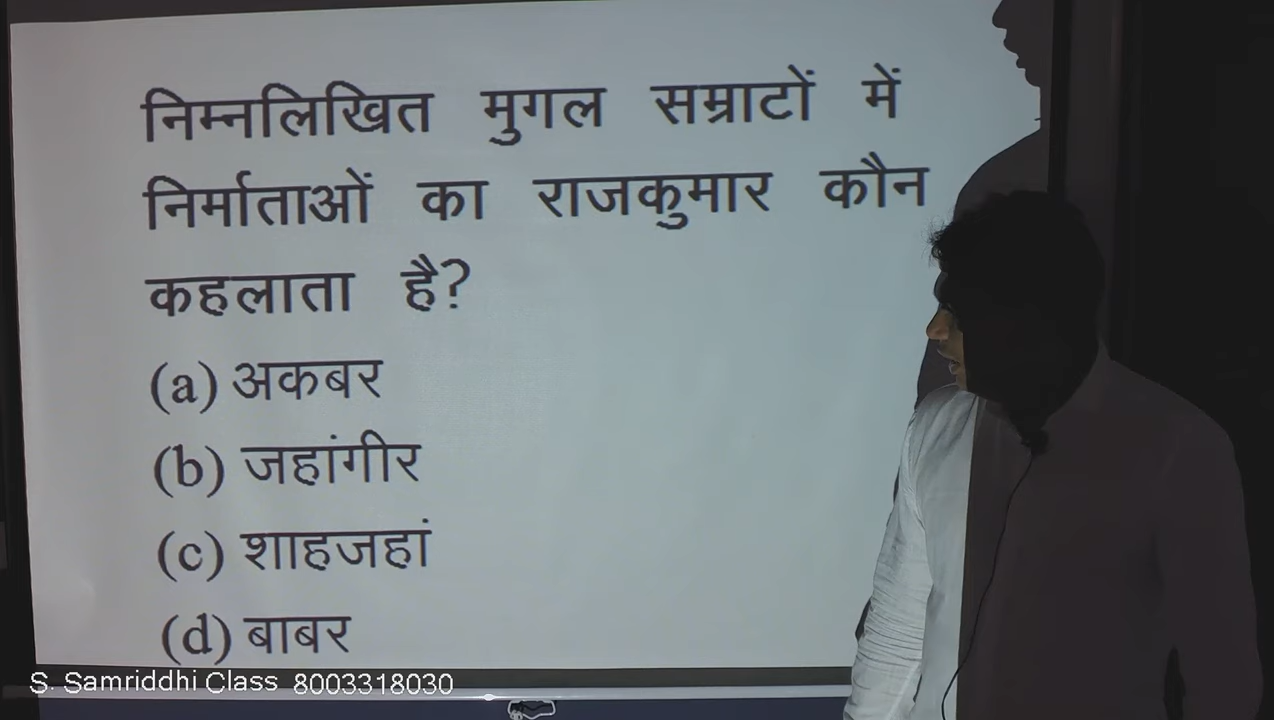 निम्नलिखित मुगल सम्राटों में
निर्माताओं का राजकुमार कौन
कहलाता है?
(a) अकबर
(b) जहांगीर
(c) शाहजहां
(d) बाबर
S. Samriddhi Class 8003318030